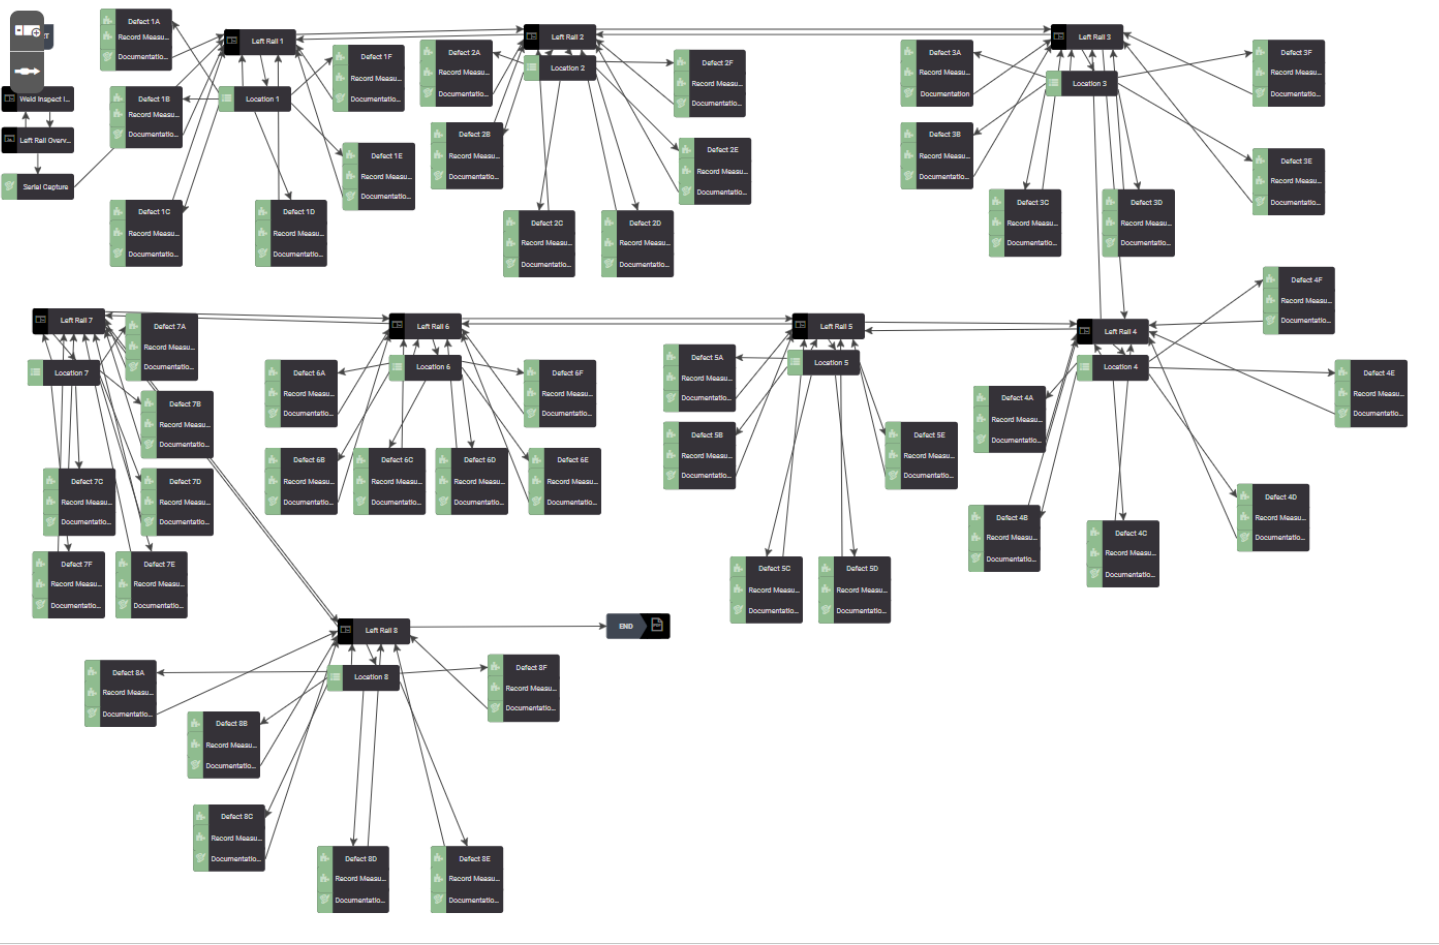 T
Weld Inspect I...
Left Rail Overv...
Serial Capture
Defect 1A
Record Measu...
Documentatio...
Left Rail 1
Location 1
Defect 1B
Record Measu...
Documentatio...
Defect 1C
Record Measu...
Documentatio...
Defect 1D
Record Measu...
Documentatio...
Defect 1E
Record Measu...
Documentatio...
Defect 1F
Record Measu...
Documentatio...
Left Rail 2
Location 2
Defect 2A
Record Measu...
Documentatio...
Defect 2B
Record Measu...
Documentatio...
Defect 2C
Record Measu...
Documentatio...
Defect 2D
Record Measu...
Documentatio...
Defect 2E
Record Measu...
Documentatio...
Defect 2F
Record Measu...
Documentatio...
Left Rail 3
Location 3
Defect 3A
Record Measu...
Documentation
Defect 3B
Record Measu...
Documentatio...
Defect 3C
Record Measu...
Documentatio...
Defect 3D
Record Measu...
Documentatio...
Defect 3E
Record Measu...
Documentatio...
Defect 3F
Record Measu...
Documentatio...
Left Rail 4
Location 4
Defect 4A
Record Measu...
Documentatio...
Defect 4B
Record Measu...
Documentatio...
Defect 4C
Record Measu...
Documentatio...
Defect 4D
Record Measu...
Documentatio...
Defect 4E
Record Measu...
Documentatio...
Defect 4F
Record Measu...
Documentatio...
Left Rail 5
Location 5
Defect 5A
Record Measu...
Documentatio...
Defect 5B
Record Measu...
Documentatio...
Defect 5C
Record Measu...
Documentatio...
Defect 5D
Record Measu...
Documentatio...
Defect 5E
Record Measu...
Documentatio...
Left Rail 6
Location 6
Defect 6A
Record Measu...
Documentatio...
Defect 6B
Record Measu...
Documentatio...
Defect 6C
Record Measu...
Documentatio...
Defect 6D
Record Measu...
Documentatio...
Defect 6E
Record Measu...
Documentatio...
Defect 6F
Record Measu...
Documentatio...
Left Rail 7
Location 7
Defect 7A
Record Measu...
Documentatio...
Defect 7B
Record Measu...
Documentatio...
Defect 7C
Record Measu...
Documentatio...
Defect 7D
Record Measu...
Documentatio...
Defect 7F
Record Measu...
Documentatio...
Defect 7E
Record Measu...
Documentatio...
Left Rail 8
Location 8
END
Defect 8A
Record Measu...
Documentatio...
Defect 8B
Record Measu...
Documentatio...
Defect 8C
Record Measu...
Documentatio...
Defect 8D
Record Measu...
Documentatio...
Defect 8E
Record Measu...
Documentatio...
Defect 8F
Record Measu...
Documentatio...